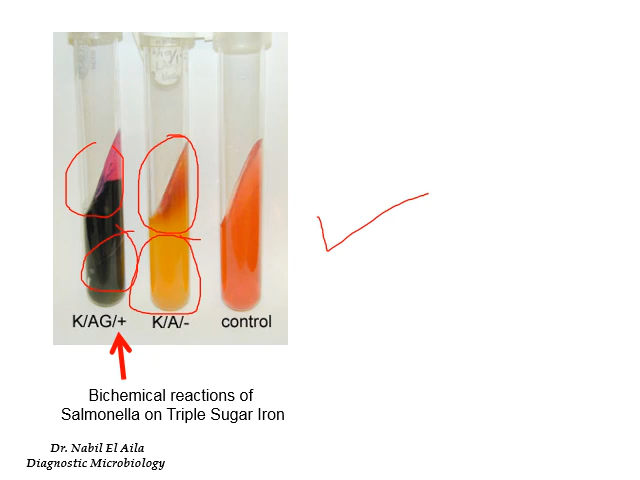 K/AG/+ K/A/- control
Bichemical reactions of
Salmonella on Triple Sugar Iron
Dr. Nabil El Aila
Diagnostic Microbiology